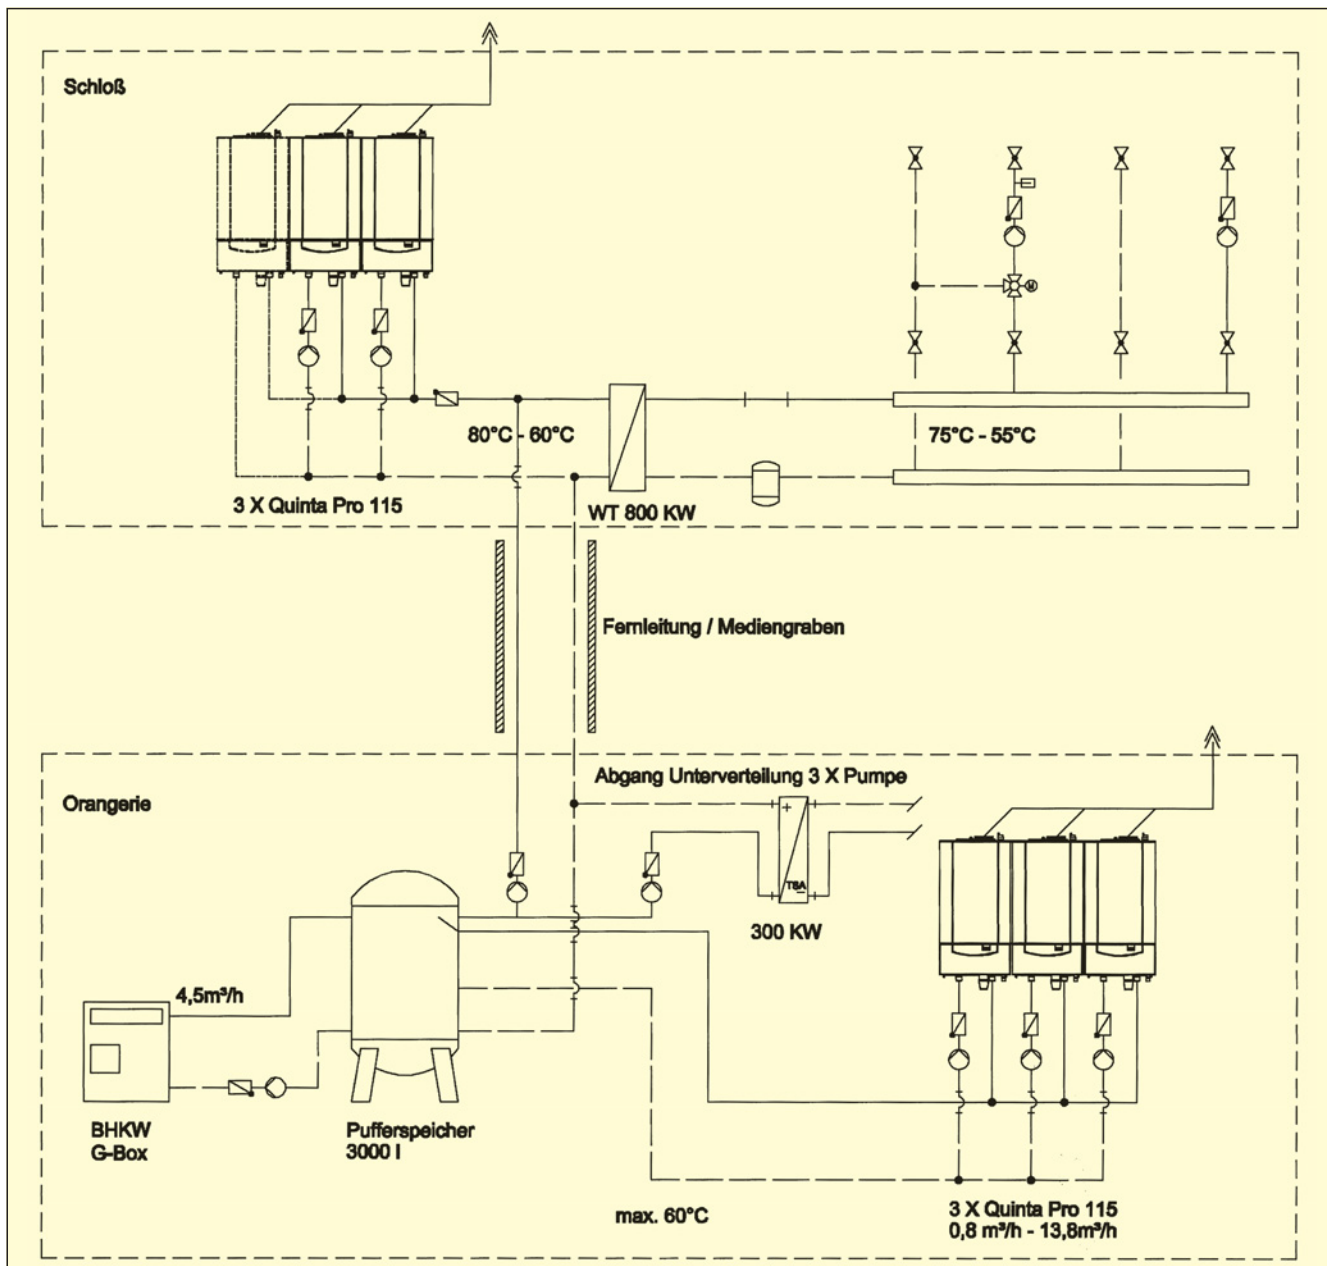 Schloß
M
80°C - 60°C
75°C - 55°C
3 X Quinta Pro 115
WT 800 KW
Fernleitung / Mediengraben
Abgang Unterverteilung 3 X Pumpe
Orangerie
+
TSA
–
300 KW
4,5m³/h
BHKW
G-Box
Pufferspeicher
3000 l
max. 60°C
3 X Quinta Pro 115
0,8 m³/h - 13,8m³/h